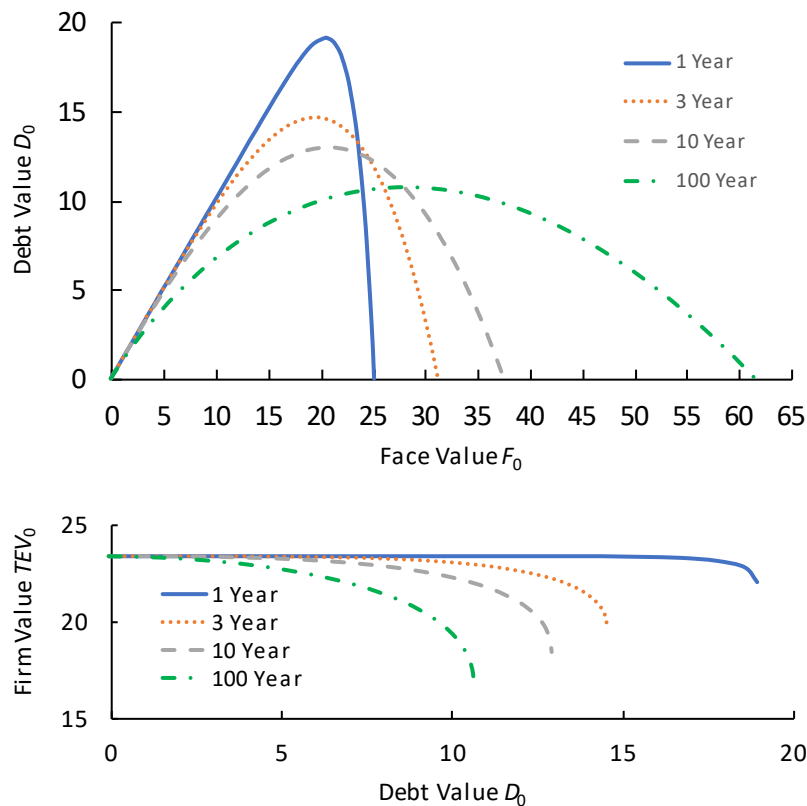 20
15
10
5
0
Debt Value D₀
1 Year
3 Year
10 Year
100 Year
0 5 10 15 20 25 30 35 40 45 50 55 60 65
Face Value F₀
25
20
15
Firm Value TEV₀
1 Year
3 Year
10 Year
100 Year
0 5 10 15 20
Debt Value D₀